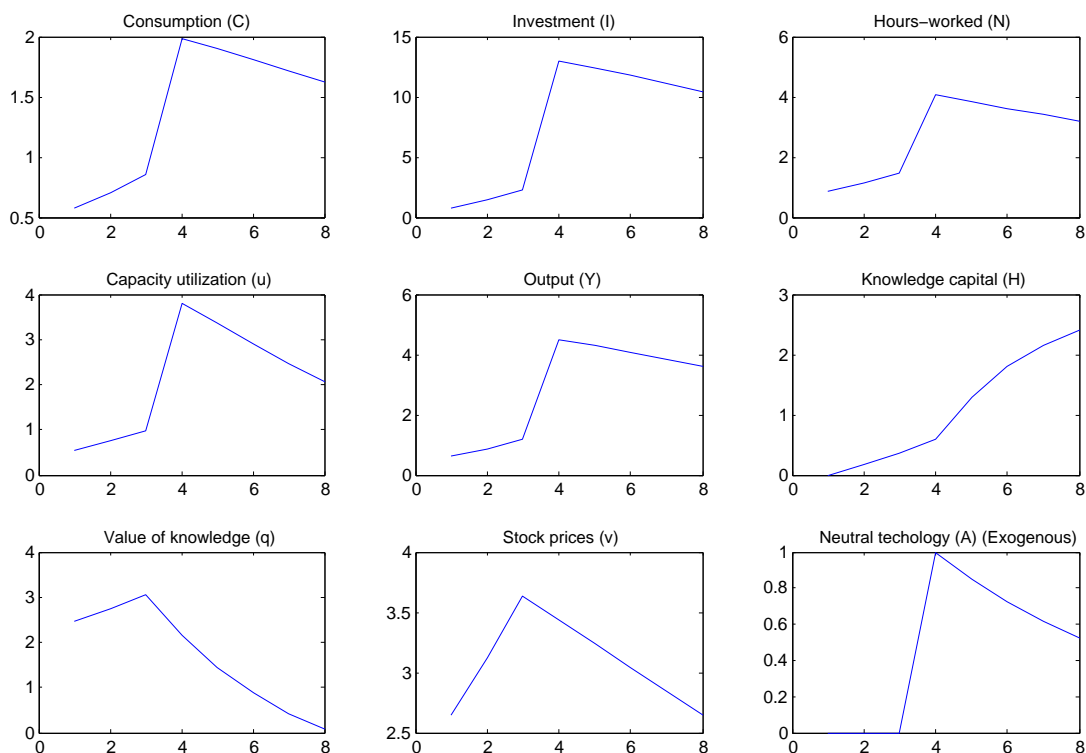 Consumption (C)
2
1.5
1
0.5
0 2 4 6 8
Investment (I)
15
10
5
0
0 2 4 6 8
Hours−worked (N)
6
4
2
0
0 2 4 6 8
Capacity utilization (u)
4
3
2
1
0
0 2 4 6 8
Output (Y)
6
4
2
0
0 2 4 6 8
Knowledge capital (H)
3
2
1
0
0 2 4 6 8
Value of knowledge (q)
4
3
2
1
0
0 2 4 6 8
Stock prices (v)
4
3.5
3
2.5
0 2 4 6 8
Neutral techology (A) (Exogenous)
1
0.8
0.6
0.4
0.2
0
0 2 4 6 8